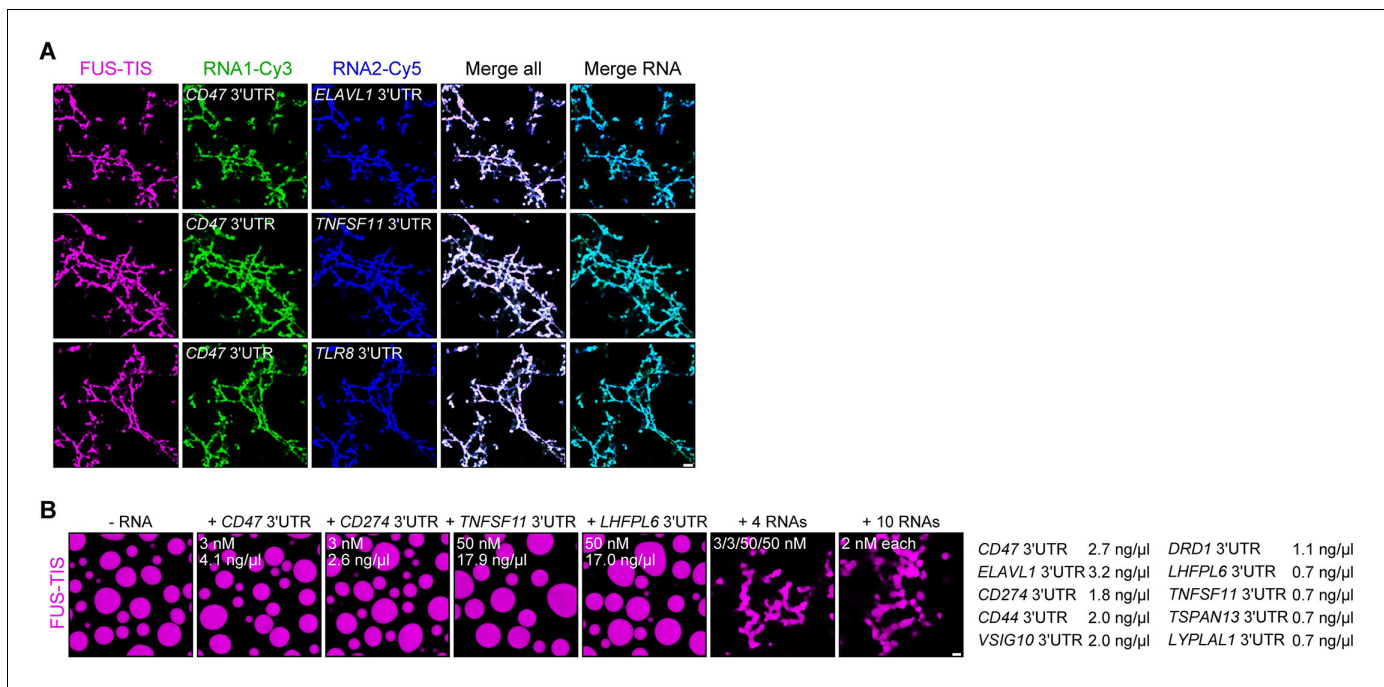 A
FUS-TIS RNA1-Cy3 RNA2-Cy5 Merge all Merge RNA
CD47 3'UTR ELAVL1 3'UTR
CD47 3'UTR TNFSF11 3'UTR
CD47 3'UTR TLR8 3'UTR
B
- RNA + CD47 3'UTR + CD274 3'UTR + TNFSF11 3'UTR + LHFPL6 3'UTR + 4 RNAs + 10 RNAs
FUS-TIS
3 nM 3 nM 50 nM 50 nM 3/3/50/50 nM 2 nM each
4.1 ng/µl 2.6 ng/µl 17.9 ng/µl 17.0 ng/µl
CD47 3'UTR 2.7 ng/µl DRD1 3'UTR 1.1 ng/µl
ELAVL1 3'UTR 3.2 ng/µl LHFPL6 3'UTR 0.7 ng/µl
CD274 3'UTR 1.8 ng/µl TNFSF11 3'UTR 0.7 ng/µl
CD44 3'UTR 2.0 ng/µl TSPAN13 3'UTR 0.7 ng/µl
VSIG10 3'UTR 2.0 ng/µl LYPLAL1 3'UTR 0.7 ng/µl